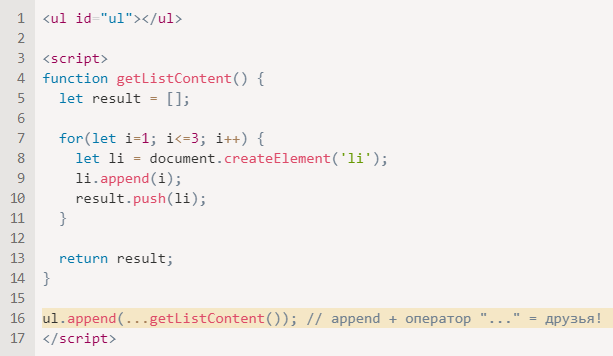 1 <ul id="ul"></ul>
2
3 <script>
4 function getListContent() {
5   let result = [];
6
7   for(let i=1; i<=3; i++) {
8     let li = document.createElement('li');
9     li.append(i);
10     result.push(li);
11   }
12
13   return result;
14 }
15
16 ul.append(...getListContent()); // append + оператор "..." = друзья!
17 </script>